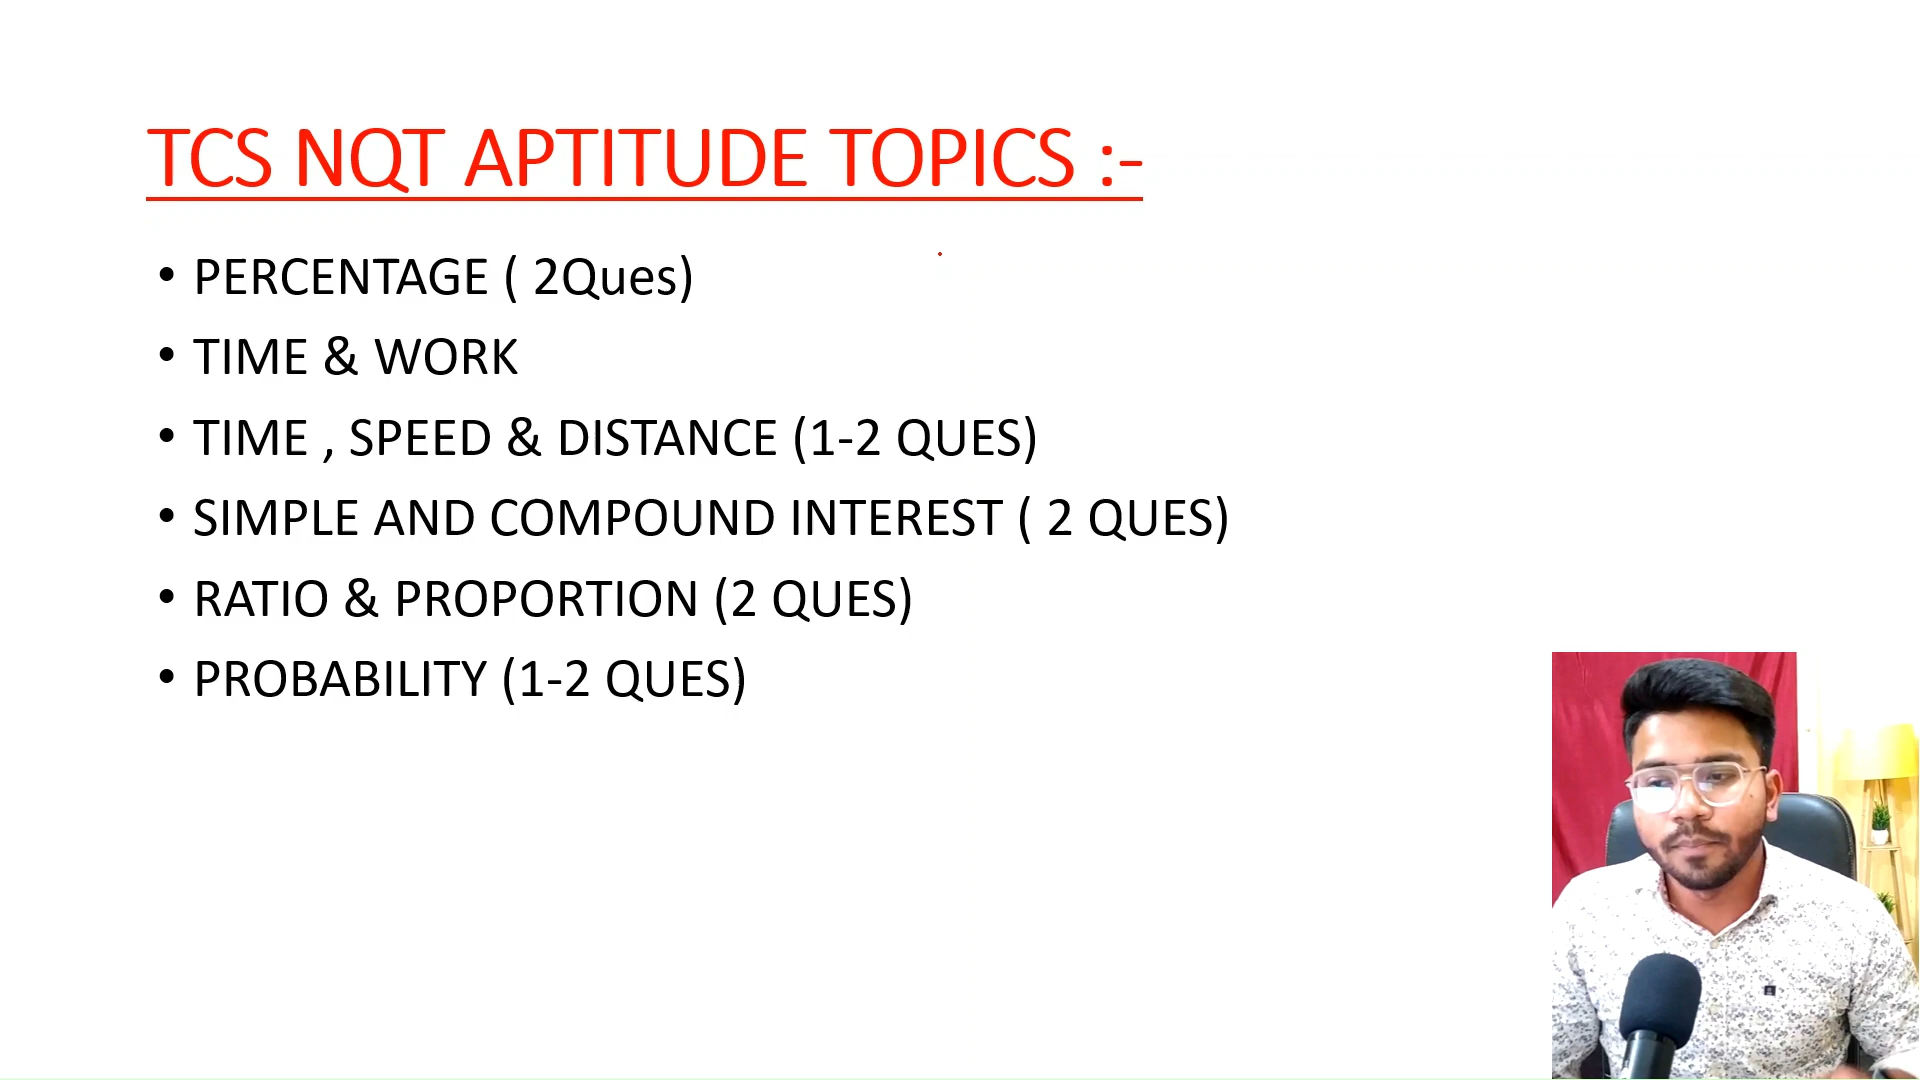 TCS NQT APTITUDE TOPICS :-
• PERCENTAGE ( 2Ques)
• TIME & WORK
• TIME , SPEED & DISTANCE (1-2 QUES)
• SIMPLE AND COMPOUND INTEREST ( 2 QUES)
• RATIO & PROPORTION (2 QUES)
• PROBABILITY (1-2 QUES)